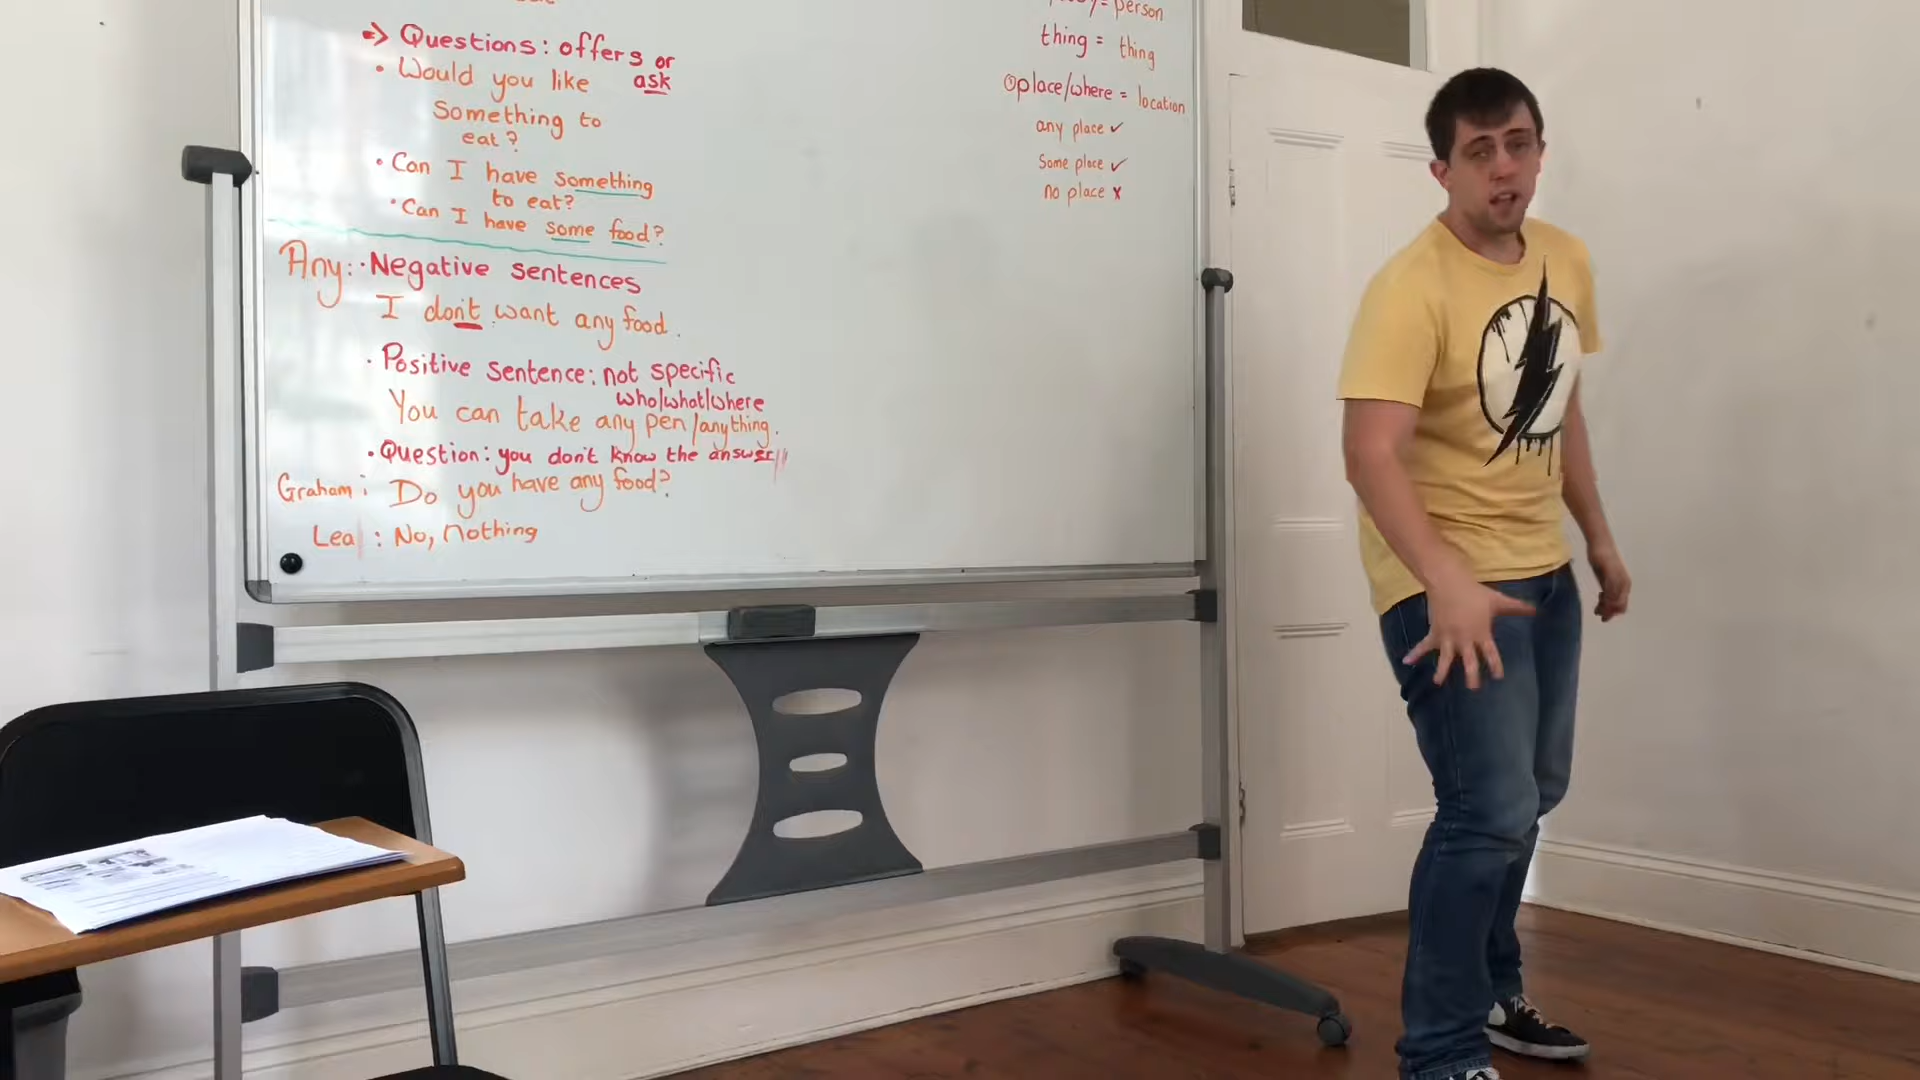 ⇒ Questions: offers or
ask
• Would you like
Something to
eat?
• Can I have something
to eat?
• Can I have some food?
Any: • Negative sentences
I don't want any food.
• Positive sentence: not specific
who/what/where
You can take any pen/anything.
• Question: you don't know the answer
Graham: Do you have any food?
Lea: No, nothing
= person
thing = thing
place/where = location
any place ✓
Some place ✓
no place x